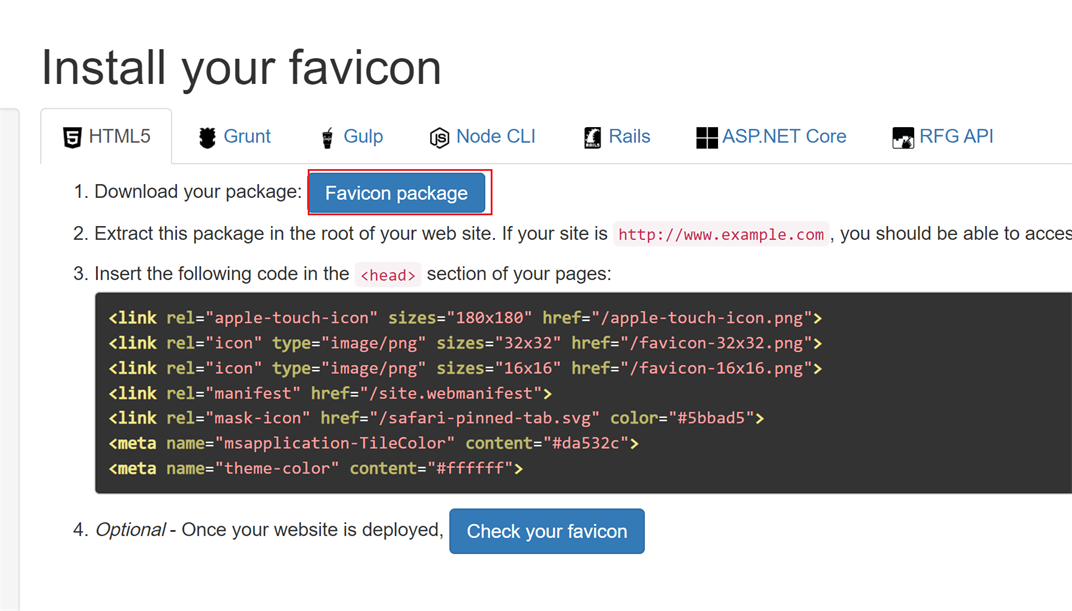 Install your favicon
HTML5 Grunt Gulp Node CLI Rails ASP.NET Core RFG API
1. Download your package: Favicon package
2. Extract this package in the root of your web site. If your site is http://www.example.com, you should be able to acces
3. Insert the following code in the <head> section of your pages:
<link rel="apple-touch-icon" sizes="180x180" href="/apple-touch-icon.png">
<link rel="icon" type="image/png" sizes="32x32" href="/favicon-32x32.png">
<link rel="icon" type="image/png" sizes="16x16" href="/favicon-16x16.png">
<link rel="manifest" href="/site.webmanifest">
<link rel="mask-icon" href="/safari-pinned-tab.svg" color="#5bbad5">
<meta name="msapplication-TileColor" content="#da532c">
<meta name="theme-color" content="#ffffff">
4. Optional - Once your website is deployed, Check your favicon